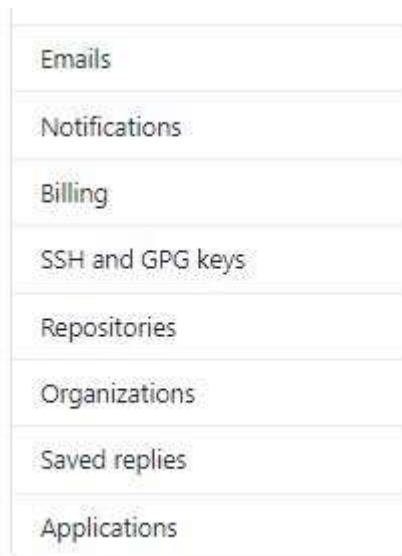 Emails
Notifications
Billing
SSH and GPG keys
Repositories
Organizations
Saved replies
Applications